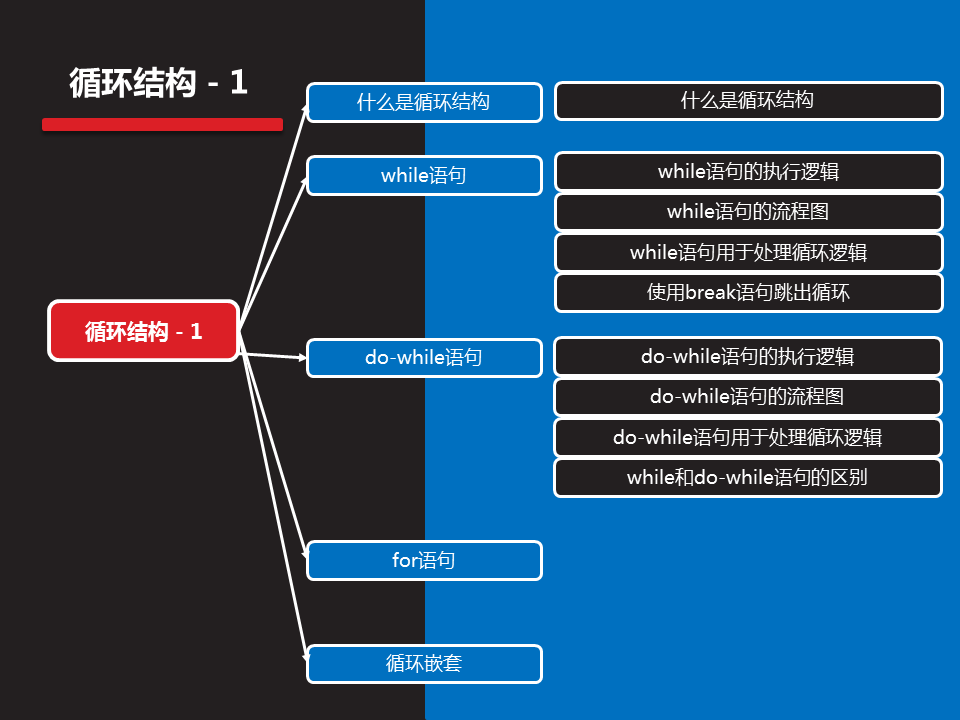 循环结构 - 1
什么是循环结构
什么是循环结构
while语句
while语句的执行逻辑
while语句的流程图
while语句用于处理循环逻辑
使用break语句跳出循环
循环结构 - 1
do-while语句
do-while语句的执行逻辑
do-while语句的流程图
do-while语句用于处理循环逻辑
while和do-while语句的区别
for语句
循环嵌套